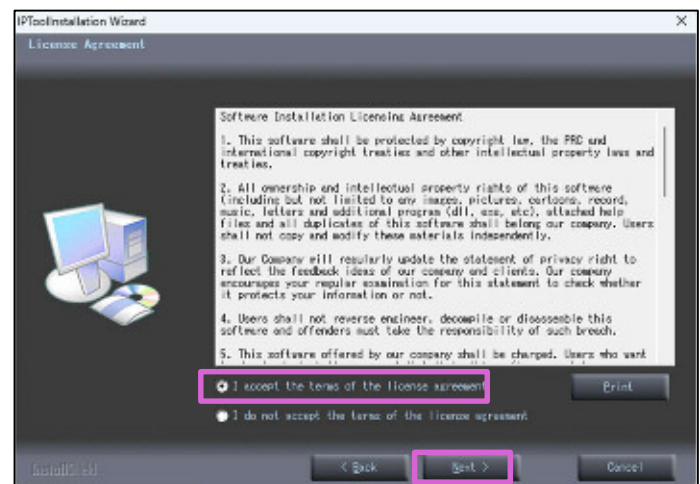 IPToolInstallation Wizard
License Agreement
Software Installation Licensing Agreement
1. This software shall be protected by copyright law, the PRC and
international copyright treaties and other intellectual property laws and
treaties.
2. All ownership and intellectual property rights of this software
(including but not limited to any images, pictures, cartoons, record,
music, letters and additional program (dll, exe, etc), attached help
files and all duplicates of this software shall belong our company. Users
shall not copy and modify these materials independently.
3. Our Company will regularly update the statement of privacy right to
reflect the feedback ideas of our company and clients. Our company
encourages your regular examination for this statement to check whether
it protects your information or not.
4. Users shall not reverse engineer, decompile or disassemble this
software and offenders must take the responsibility of such breach.
5. This software offered by our company shall be charged. Users who want
I accept the terms of the license agreement
Print
I do not accept the terms of the license agreement
InstallShield
< Back
Next >
Cancel